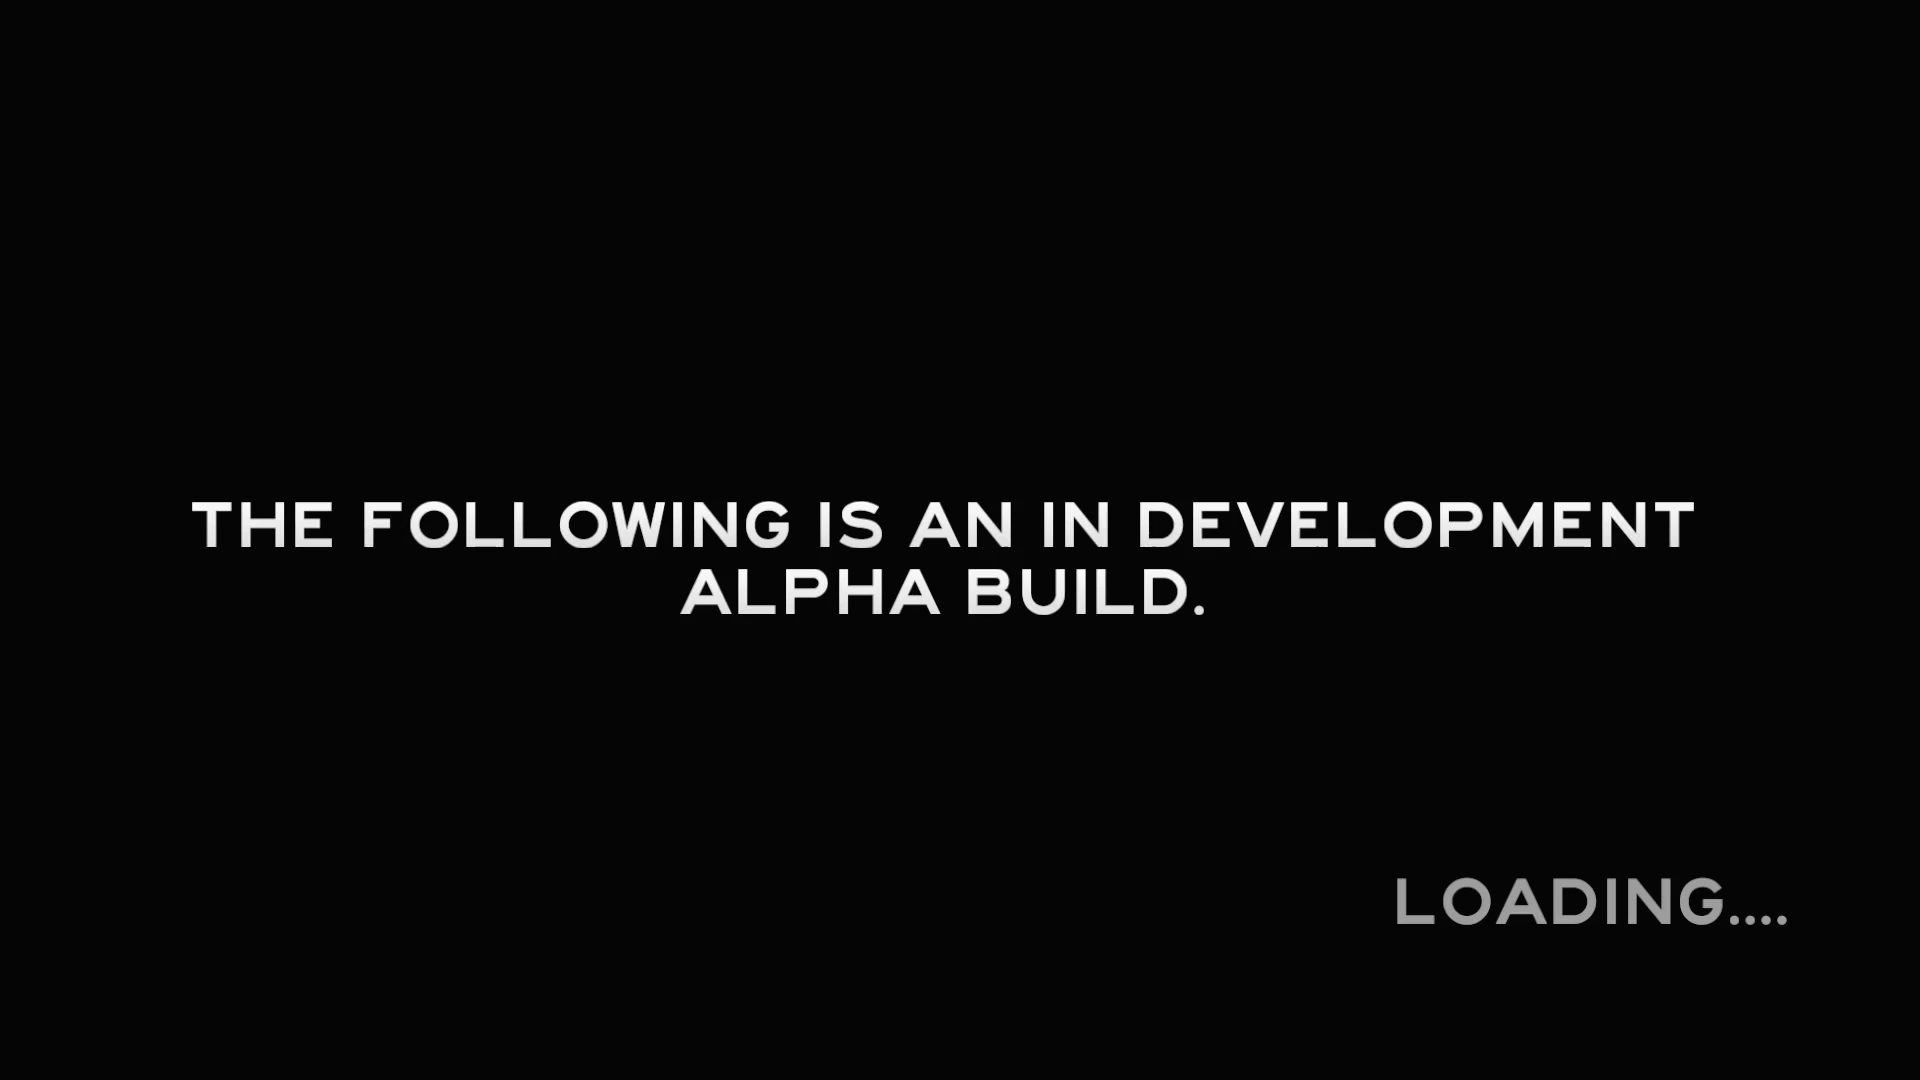 THE FOLLOWING IS AN IN DEVELOPMENT
ALPHA BUILD.
LOADING....